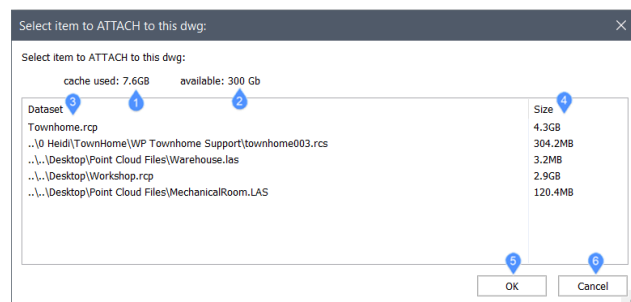 Select item to ATTACH to this dwg:
Select item to ATTACH to this dwg:
cache used: 7.6GB available: 300 Gb
1 2
3 4
Dataset Size
Townhome.rcp 4.3GB
..\0 Heidi\TownHome\WP Townhome Support\townhome003.rcs 304.2MB
..\..\Desktop\Point Cloud Files\Warehouse.las 3.2MB
..\..\Desktop\Workshop.rcp 2.9GB
..\..\Desktop\Point Cloud Files\MechanicalRoom.LAS 120.4MB
5 6
OK Cancel